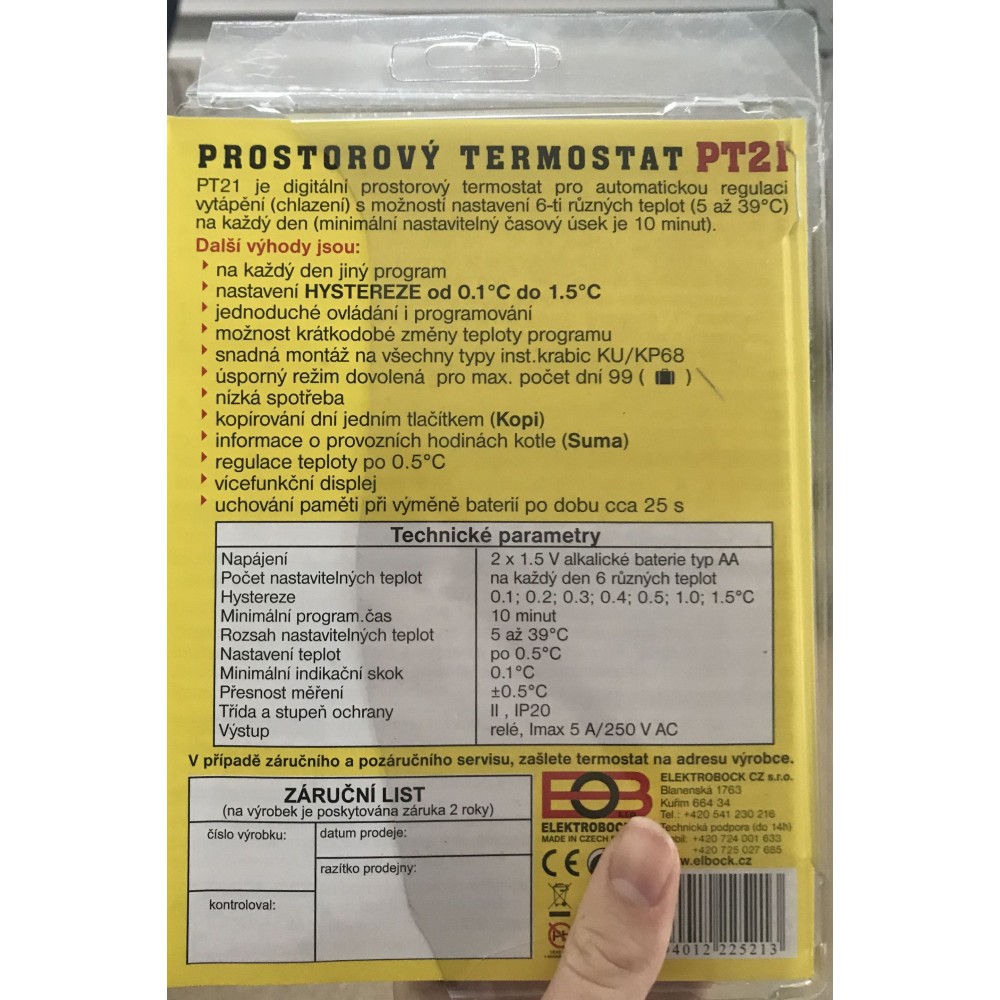 PROSTOROVÝ TERMOSTAT PT21
PT21 je digitální prostorový termostat pro automatickou regulaci
vytápění (chlazení) s možností nastavení 6-ti různých teplot (5 až 39°C)
na každý den (minimální nastavitelný časový úsek je 10 minut).
Další výhody jsou:
na každý den jiný program
nastavení HYSTEREZE od 0.1°C do 1.5°C
jednoduché ovládání i programování
možnost krátkodobé změny teploty programu
snadná montáž na všechny typy inst.krabic KU/KP68
úsporný režim dovolená pro max. počet dní 99 ( )
nízká spotřeba
kopírování dní jedním tlačítkem (Kopi)
informace o provozních hodinách kotle (Suma)
regulace teploty po 0.5°C
vícefunkční displej
uchování paměti při výměně baterií po dobu cca 25 s
Technické parametry
Napájení 2 x 1.5 V alkalické baterie typ AA
Počet nastavitelných teplot na každý den 6 různých teplot
Hystereze 0.1; 0.2; 0.3; 0.4; 0.5; 1.0; 1.5°C
Minimální program.čas 10 minut
Rozsah nastavitelných teplot 5 až 39°C
Nastavení teplot po 0.5°C
Minimální indikační skok 0.1°C
Přesnost měření ±0.5°C
Třída a stupeň ochrany II , IP20
Výstup relé, Imax 5 A/250 V AC
V případě záručního a pozáručního servisu, zašlete termostat na adresu výrobce.
ZÁRUČNÍ LIST
(na výrobek je poskytována záruka 2 roky)
číslo výrobku:
datum prodeje:
razítko prodejny:
kontroloval:
EOB
ELEKTROBOCK
MADE IN CZECH
CE
ELEKTROBOCK CZ s.r.o.
Blanenská 1763
Kuřim 664 34
Tel.: +420 541 230 216
Technická podpora (do 14h)
+420 724 001 633
+420 725 027 685
.elbock.cz
4012 225213